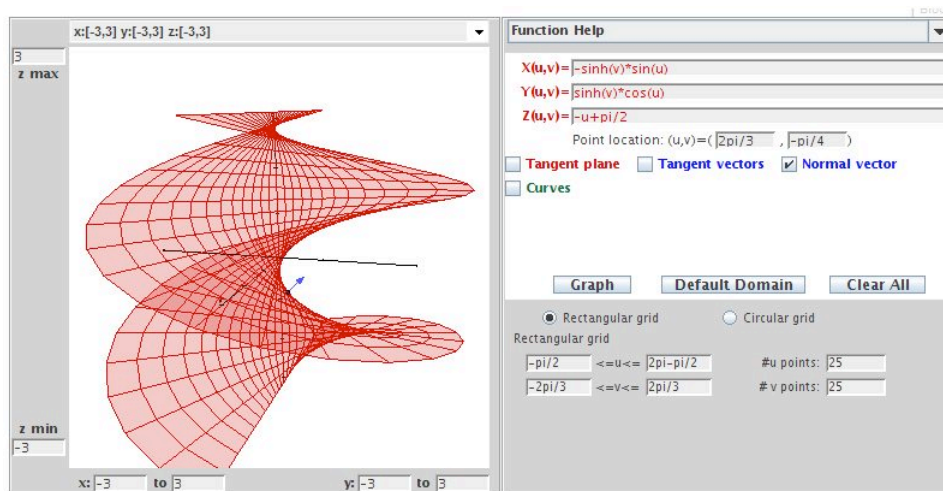 x:[-3,3] y:[-3,3] z:[-3,3]
3
z max
z min
-3
x: -3 to 3 y: -3 to 3
Function Help
X(u,v)= -sinh(v)*sin(u)
Y(u,v)= sinh(v)*cos(u)
Z(u,v)= -u+pi/2
Point location: (u,v)=( 2pi/3 , -pi/4 )
Tangent plane Tangent vectors Normal vector
Curves
Graph Default Domain Clear All
Rectangular grid Circular grid
Rectangular grid
-pi/2 <=u<= 2pi-pi/2 #u points: 25
-2pi/3 <=v<= 2pi/3 # v points: 25